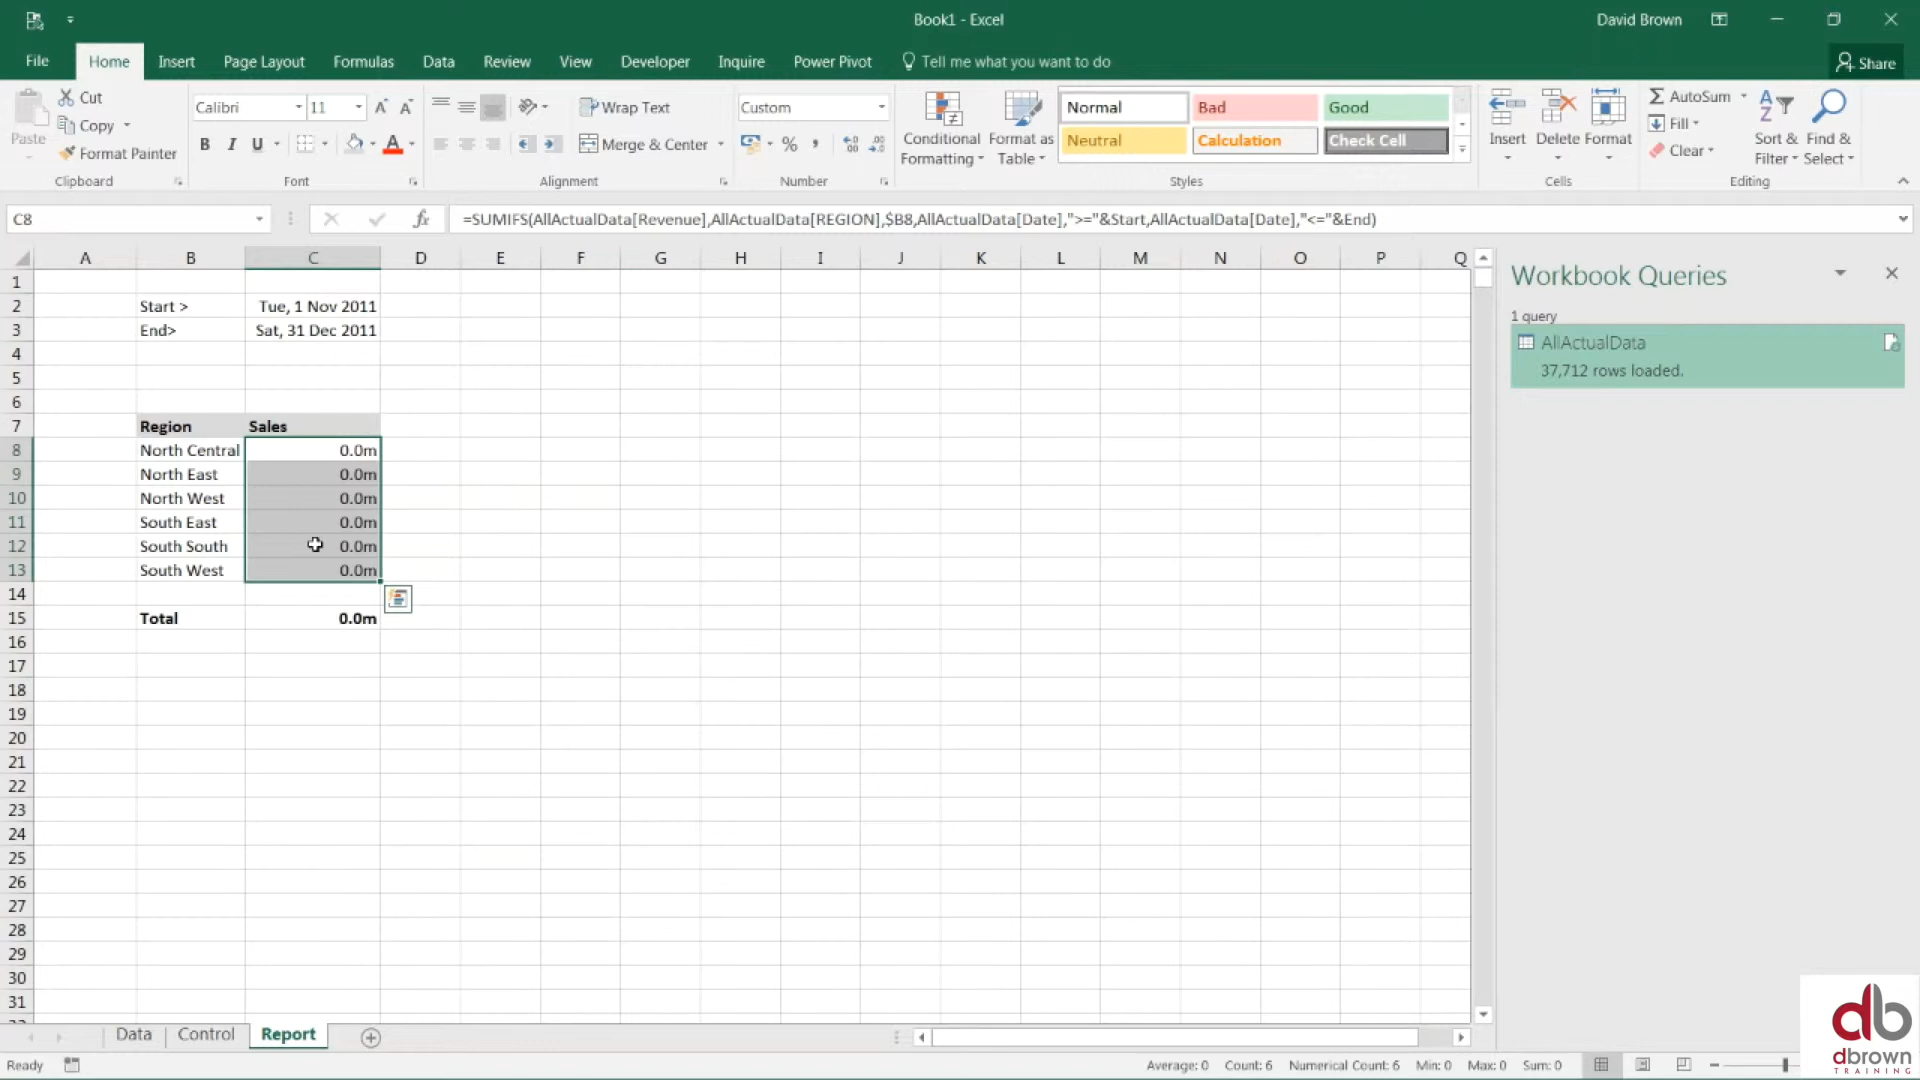 Book1 - Excel
David Brown
File Home Insert Page Layout Formulas Data Review View Developer Inquire Power Pivot Tell me what you want to do Share
Paste
Cut
Copy
Format Painter
Clipboard
Calibri 11
B I U A
Font
Wrap Text
Merge & Center
Alignment
Custom
%
Number
Conditional Formatting
Format as Table
Normal Bad Good
Neutral Calculation Check Cell
Styles
Insert Delete Format
Cells
AutoSum
Fill
Clear
Sort & Filter
Find & Select
Editing
C8
fx
=SUMIFS(AllActualData[Revenue],AllActualData[REGION],$B8,AllActualData[Date],">="&Start,AllActualData[Date],"<="&End)
A B C D E F G H I J K L M N O P Q
1
2 Start > Tue, 1 Nov 2011
3 End> Sat, 31 Dec 2011
4
5
6
7 Region Sales
8 North Central 0.0m
9 North East 0.0m
10 North West 0.0m
11 South East 0.0m
12 South South 0.0m
13 South West 0.0m
14
15 Total 0.0m
16
17
18
19
20
21
22
23
24
25
26
27
28
29
30
31
Workbook Queries
1 query
AllActualData
37,712 rows loaded.
Data Control Report
Ready
Average: 0 Count: 6 Numerical Count: 6 Min: 0 Max: 0 Sum: 0
db
dbrown
TRAINING